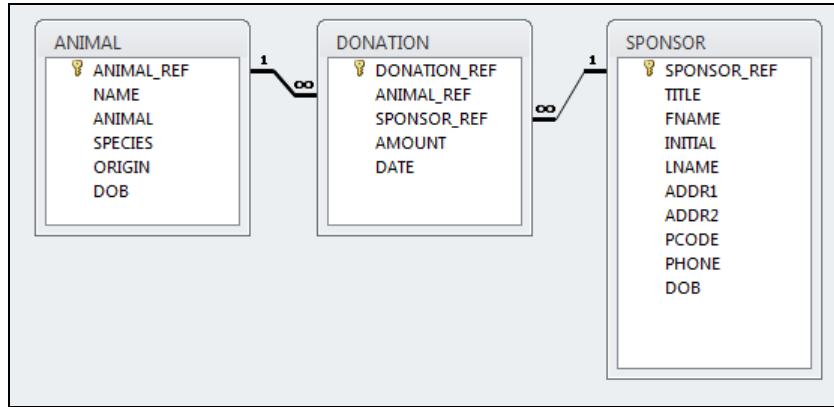 ANIMAL
ANIMAL_REF
NAME
ANIMAL
SPECIES
ORIGIN
DOB
1
∞
DONATION
DONATION_REF
ANIMAL_REF
SPONSOR_REF
AMOUNT
DATE
1
∞
SPONSOR
SPONSOR_REF
TITLE
FNAME
INITIAL
LNAME
ADDR1
ADDR2
PCODE
PHONE
DOB